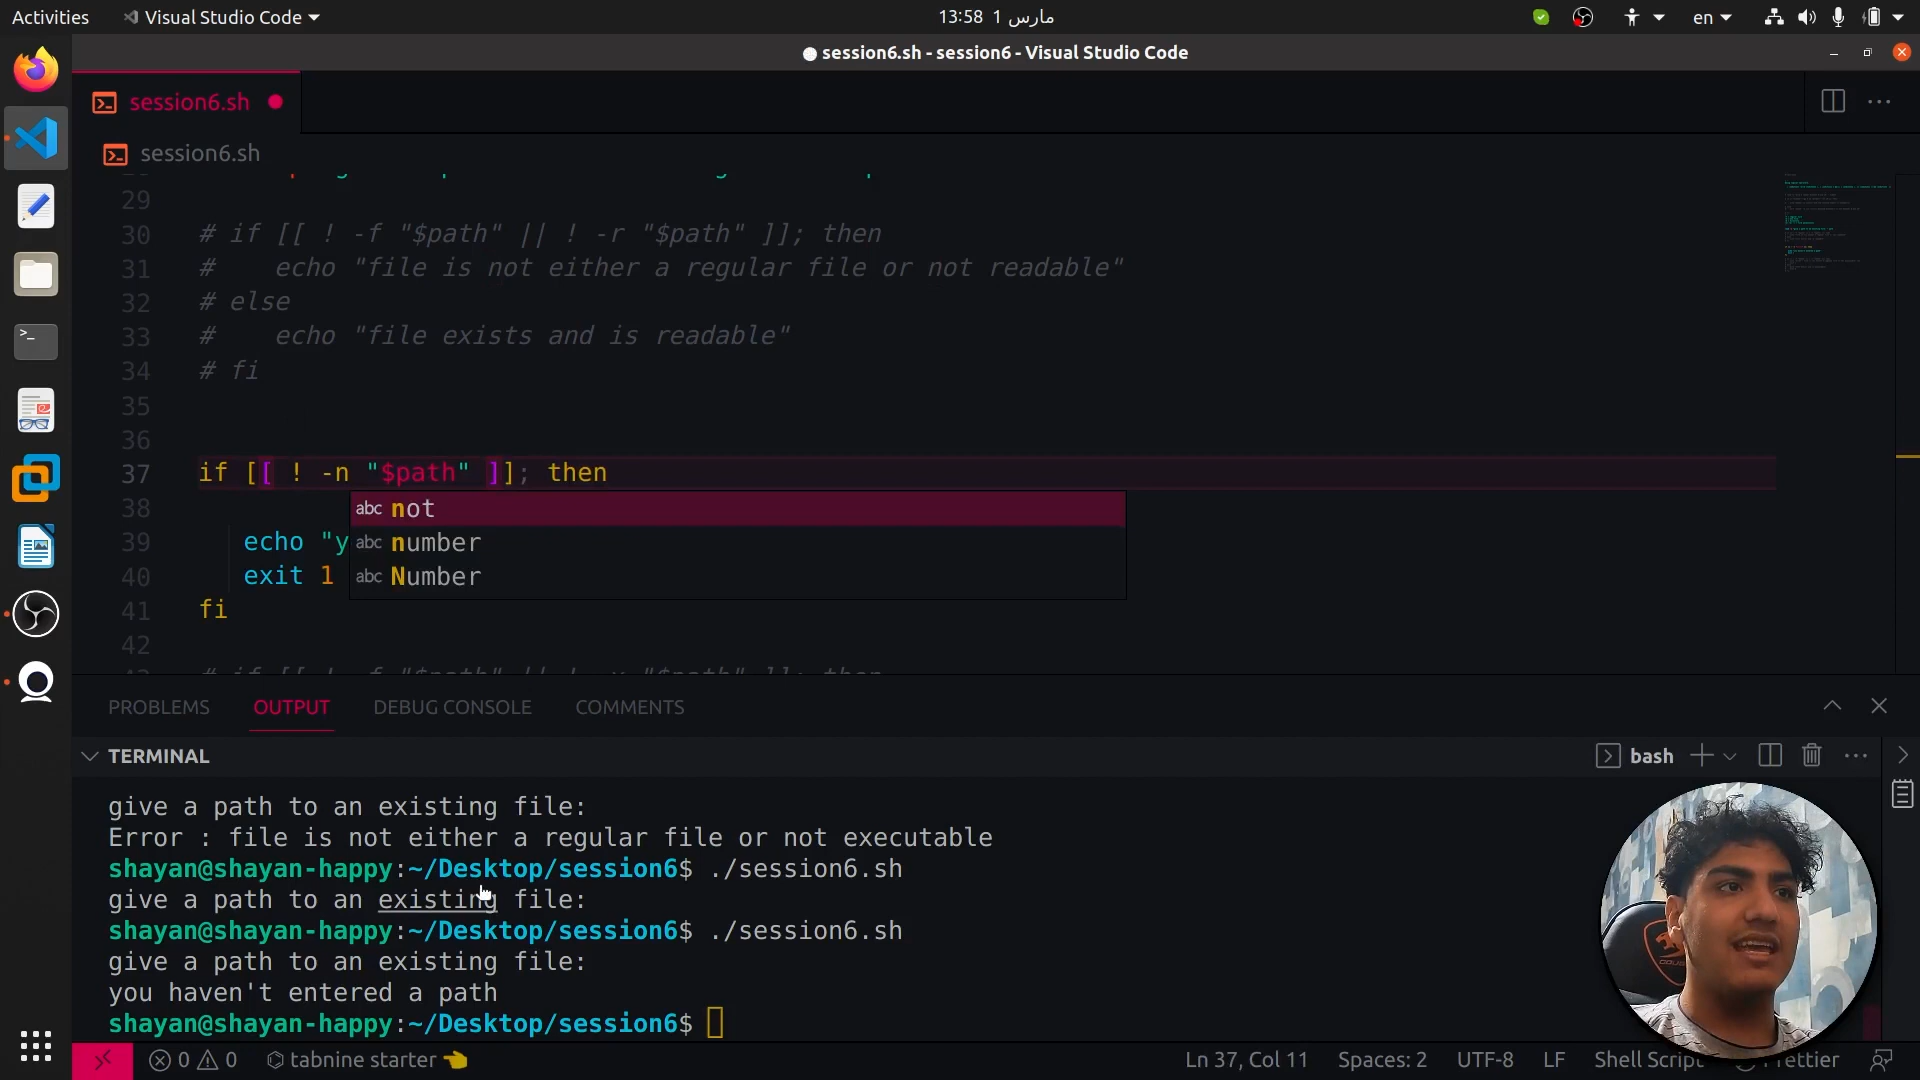 Activities
Visual Studio Code
13:58 1 مارس
en
session6.sh - session6 - Visual Studio Code
session6.sh
session6.sh
29
30 # if [[ ! -f "$path" || ! -r "$path" ]]; then
31 # echo "file is not either a regular file or not readable"
32 # else
33 # echo "file exists and is readable"
34 # fi
35
36
37 if [[ ! -n "$path" ]]; then
38
abc not
39 echo "y
abc number
40 exit 1
abc Number
41 fi
42
PROBLEMS OUTPUT DEBUG CONSOLE COMMENTS
TERMINAL
bash
give a path to an existing file:
Error : file is not either a regular file or not executable
shayan@shayan-happy:~/Desktop/session6$ ./session6.sh
give a path to an existing file:
shayan@shayan-happy:~/Desktop/session6$ ./session6.sh
give a path to an existing file:
you haven't entered a path
shayan@shayan-happy:~/Desktop/session6$
0 0 tabnine starter Ln 37, Col 11 Spaces: 2 UTF-8 LF Shell Script Prettier